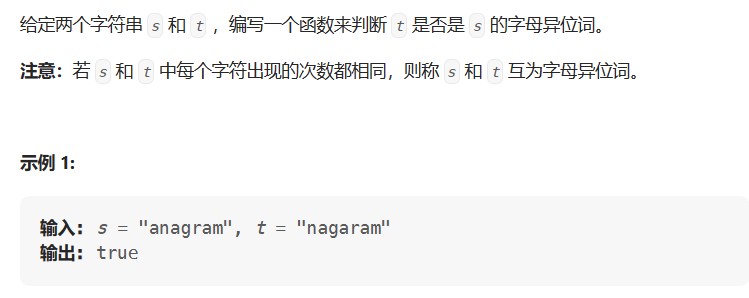 给定两个字符串 s 和 t ，编写一个函数来判断 t 是否是 s 的字母异位词。
注意：若 s 和 t 中每个字符出现的次数都相同，则称 s 和 t 互为字母异位词。
示例 1:
输入: s = "anagram", t = "nagaram"
输出: true